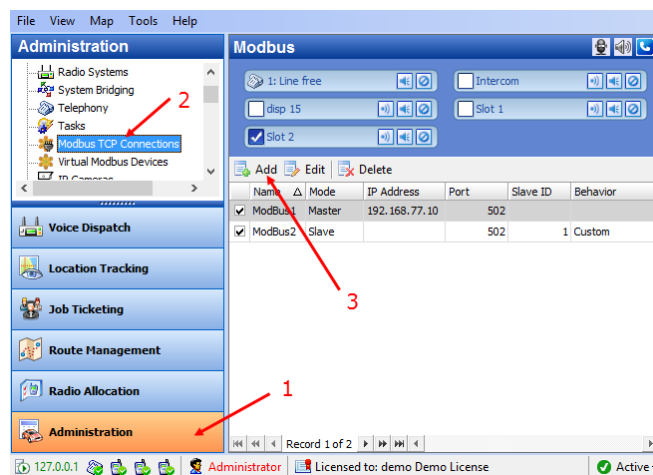 File View Map Tools Help
Administration
Radio Systems
System Bridging
Telephony
2
Tasks
Modbus TCP Connections
Virtual Modbus Devices
IP Cameras
Voice Dispatch
Location Tracking
Job Ticketing
Route Management
Radio Allocation
1
Administration
Modbus
1: Line free
Intercom
disp 15
Slot 1
Slot 2
Add Edit Delete
Name Mode IP Address Port Slave ID Behavior
ModBus1 Master 192.168.77.10 502
ModBus2 Slave 502 1 Custom
3
Record 1 of 2
127.0.0.1 Administrator Licensed to: demo Demo License Active